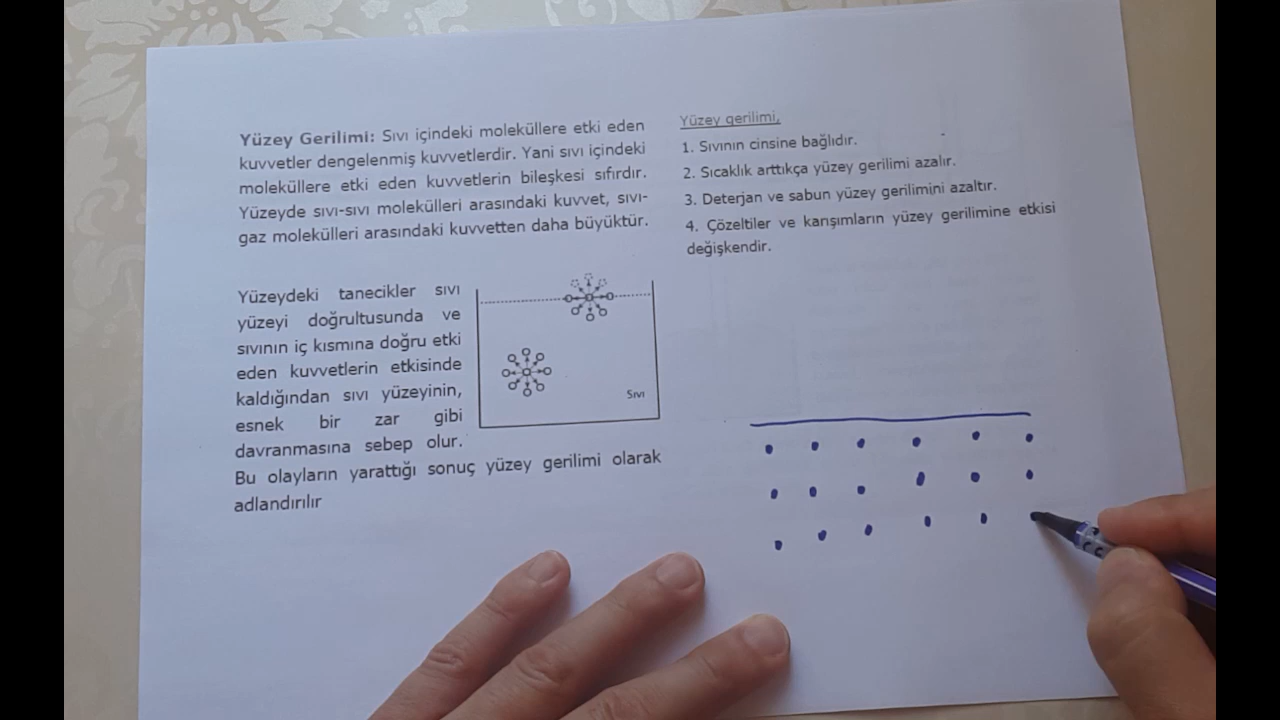 Yüzey Gerilimi: Sıvı içindeki moleküllere etki eden
kuvvetler dengelenmiş kuvvetlerdir. Yani sıvı içindeki
moleküllere etki eden kuvvetlerin bileşkesi sıfırdır.
Yüzeyde sıvı-sıvı molekülleri arasındaki kuvvet, sıvı-
gaz molekülleri arasındaki kuvvetten daha büyüktür.
Yüzeydeki tanecikler sıvı
yüzeyi doğrultusunda ve
sıvının iç kısmına doğru etki
eden kuvvetlerin etkisinde
kaldığından sıvı yüzeyinin,
esnek bir zar gibi
davranmasına sebep olur.
Bu olayların yarattığı sonuç yüzey gerilimi olarak
adlandırılır
Sıvı
Yüzey gerilimi,
1. Sıvının cinsine bağlıdır.
2. Sıcaklık arttıkça yüzey gerilimi azalır.
3. Deterjan ve sabun yüzey gerilimini azaltır.
4. Çözeltiler ve karışımların yüzey gerilimine etkisi
değişkendir.